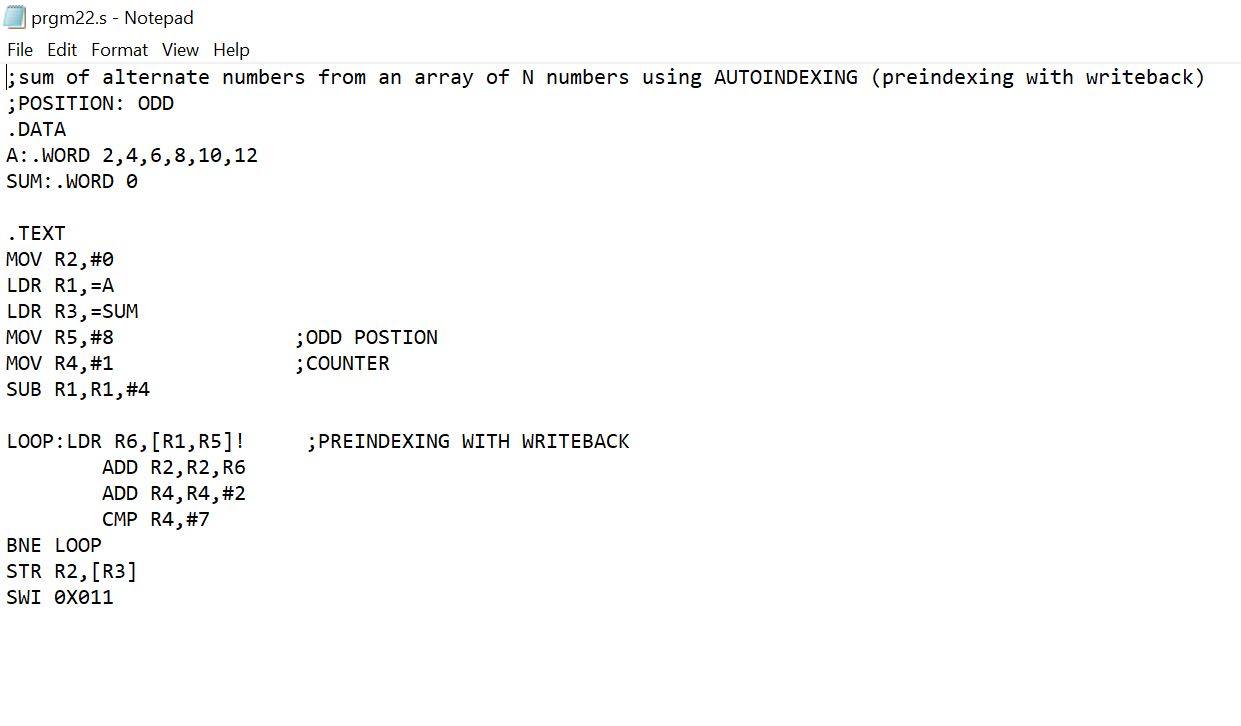 prgm22.s - Notepad
File Edit Format View Help
;sum of alternate numbers from an array of N numbers using AUTOINDEXING (preindexing with writeback)
;POSITION: ODD
.DATA
A:.WORD 2,4,6,8,10,12
SUM:.WORD 0
.TEXT
MOV R2,#0
LDR R1,=A
LDR R3,=SUM
MOV R5,#8 ;ODD POSTION
MOV R4,#1 ;COUNTER
SUB R1,R1,#4
LOOP:LDR R6,[R1,R5]! ;PREINDEXING WITH WRITEBACK
ADD R2,R2,R6
ADD R4,R4,#2
CMP R4,#7
BNE LOOP
STR R2,[R3]
SWI 0X011